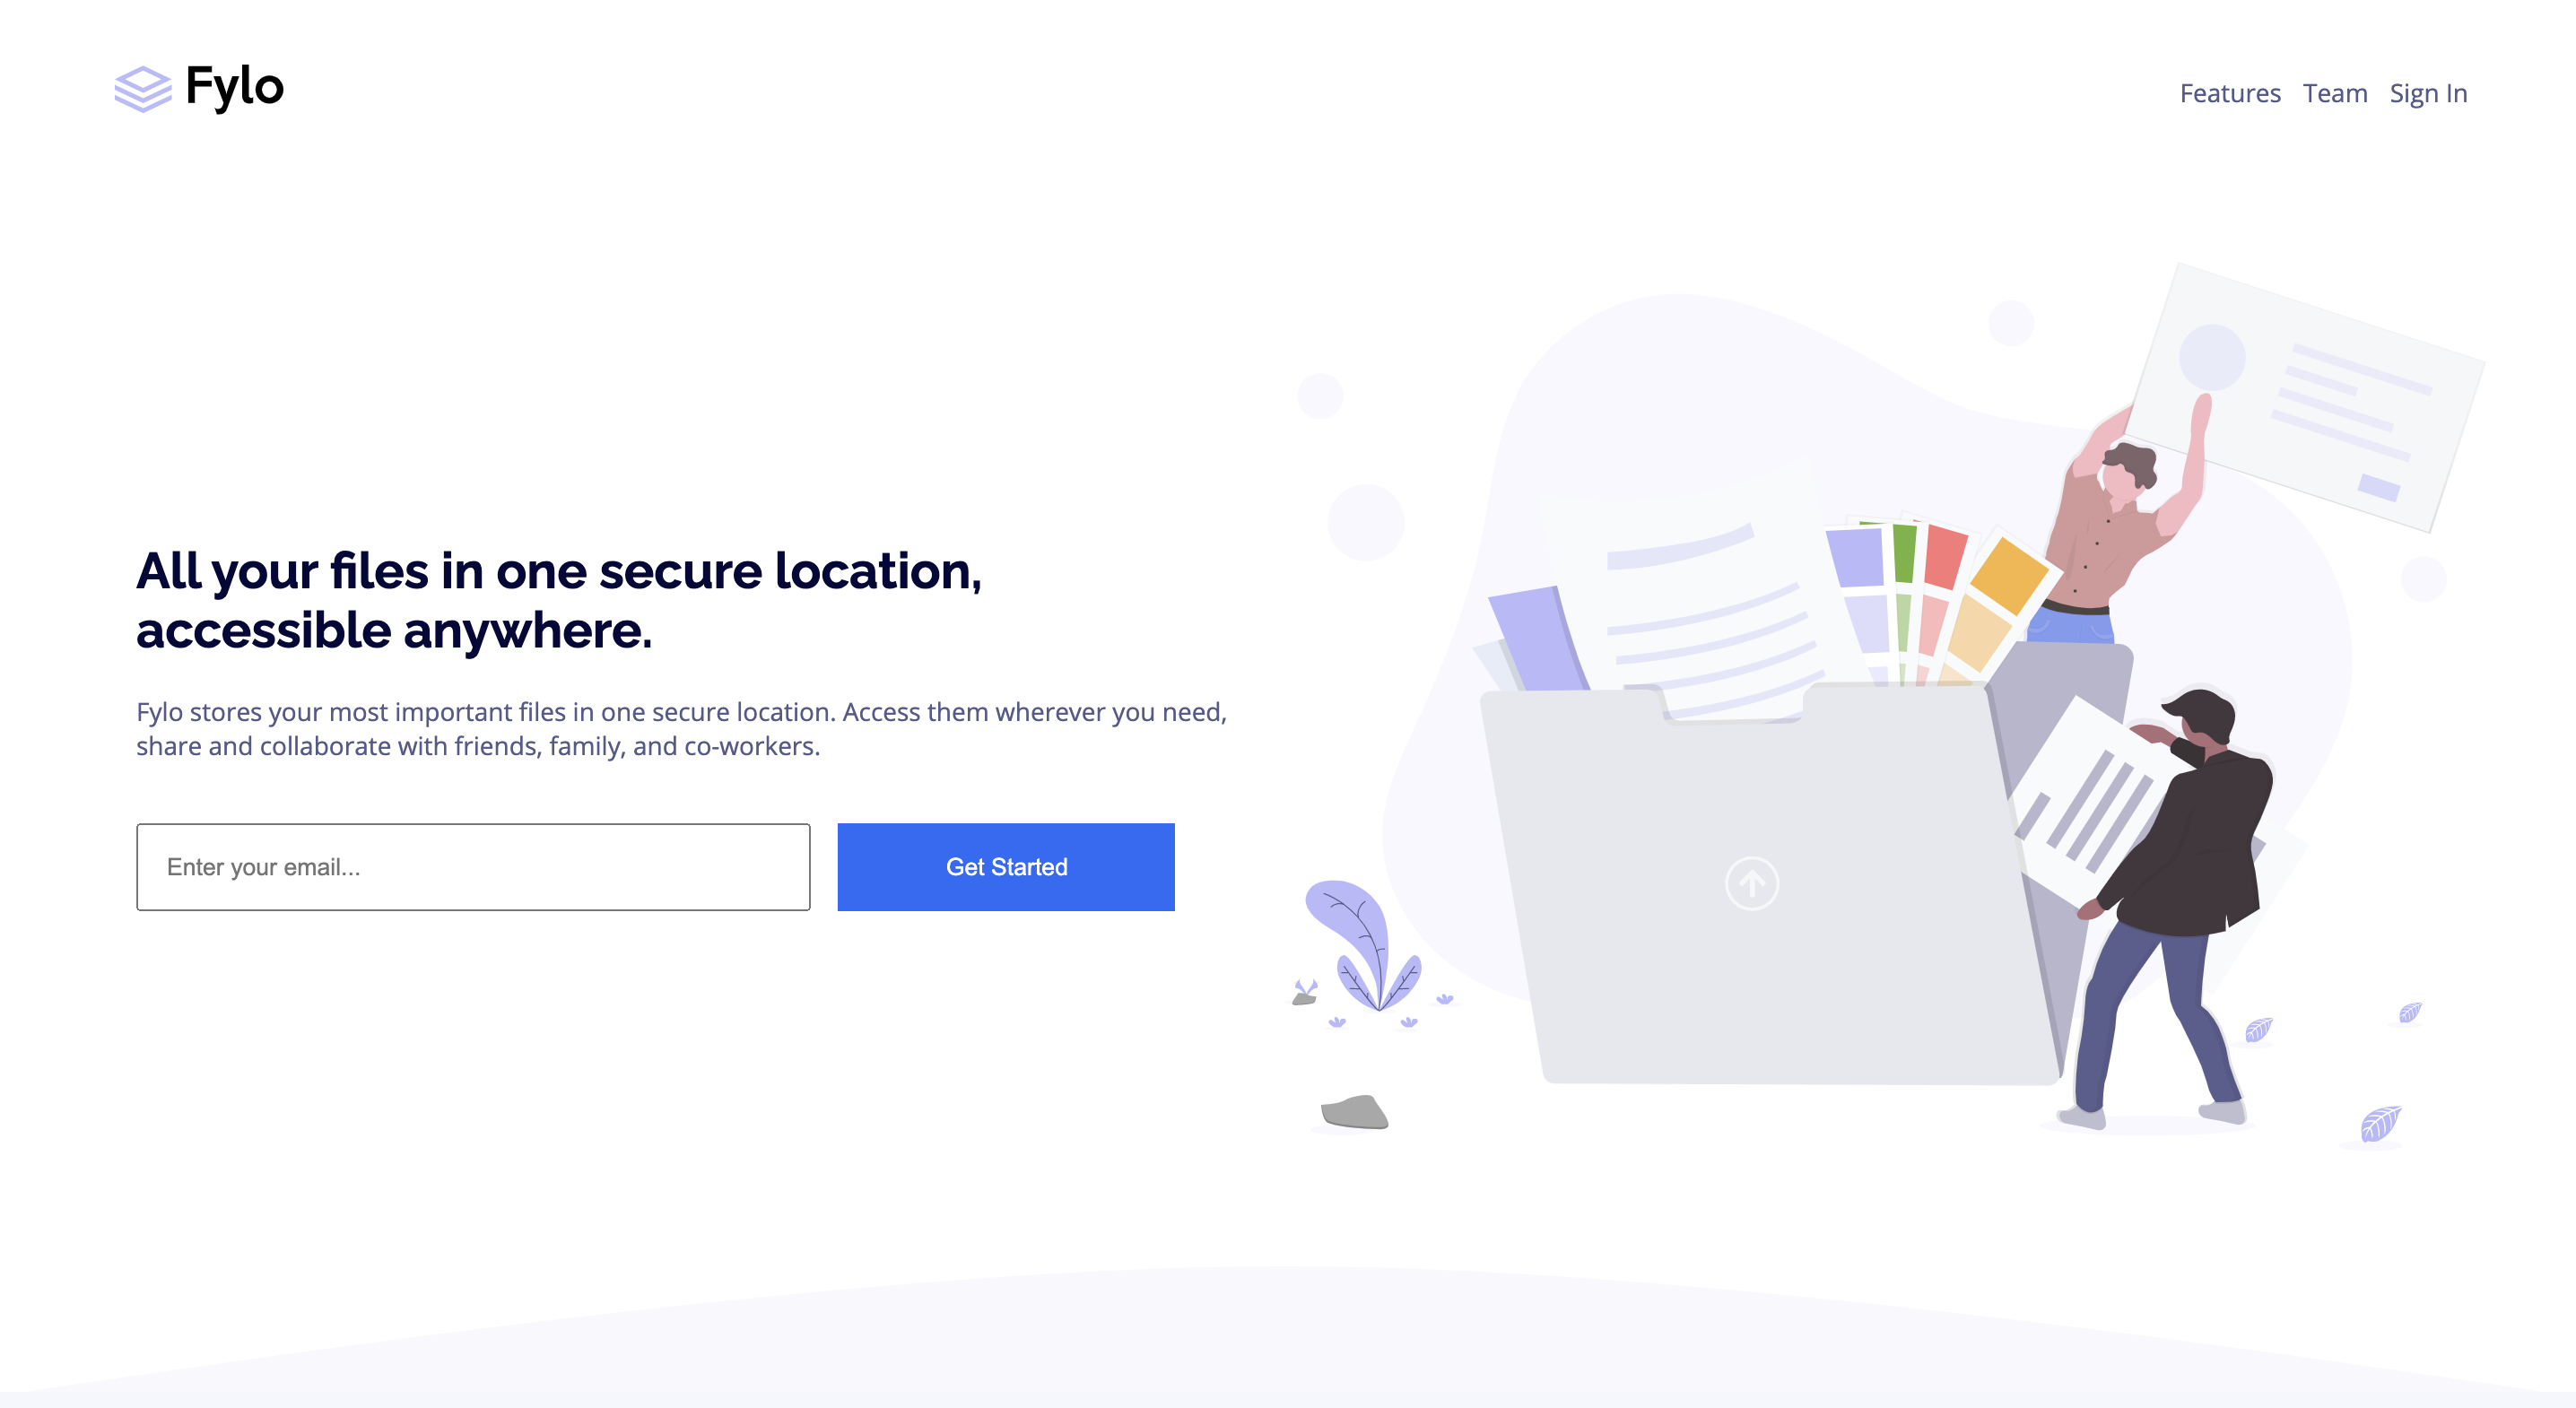 Fylo
Features Team Sign In
All your files in one secure location,
accessible anywhere.
Fylo stores your most important files in one secure location. Access them wherever you need,
share and collaborate with friends, family, and co-workers.
Enter your email...
Get Started